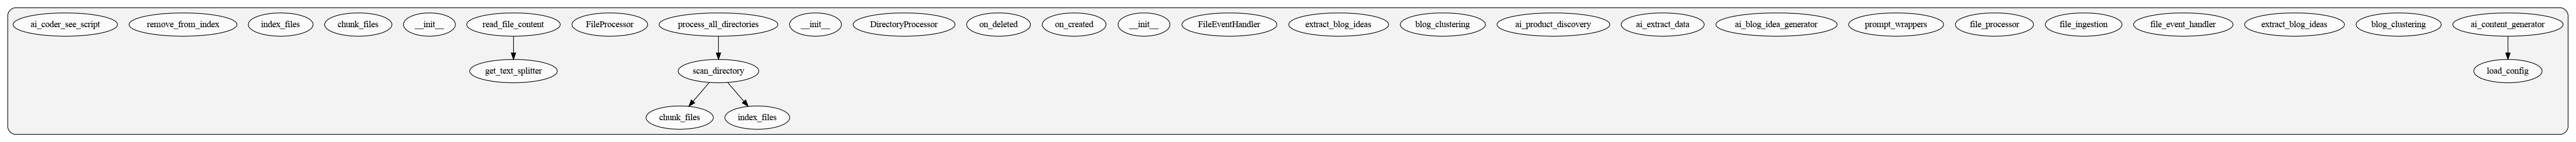 ai_coder_see_script
remove_from_index
index_files
chunk_files
__init__
read_file_content
FileProcessor
process_all_directories
__init__
DirectoryProcessor
on_deleted
on_created
__init__
FileEventHandler
extract_blog_ideas
blog_clustering
ai_product_discovery
ai_extract_data
ai_blog_idea_generator
prompt_wrappers
file_processor
file_ingestion
file_event_handler
extract_blog_ideas
blog_clustering
ai_content_generator
get_text_splitter
scan_directory
load_config
chunk_files
index_files